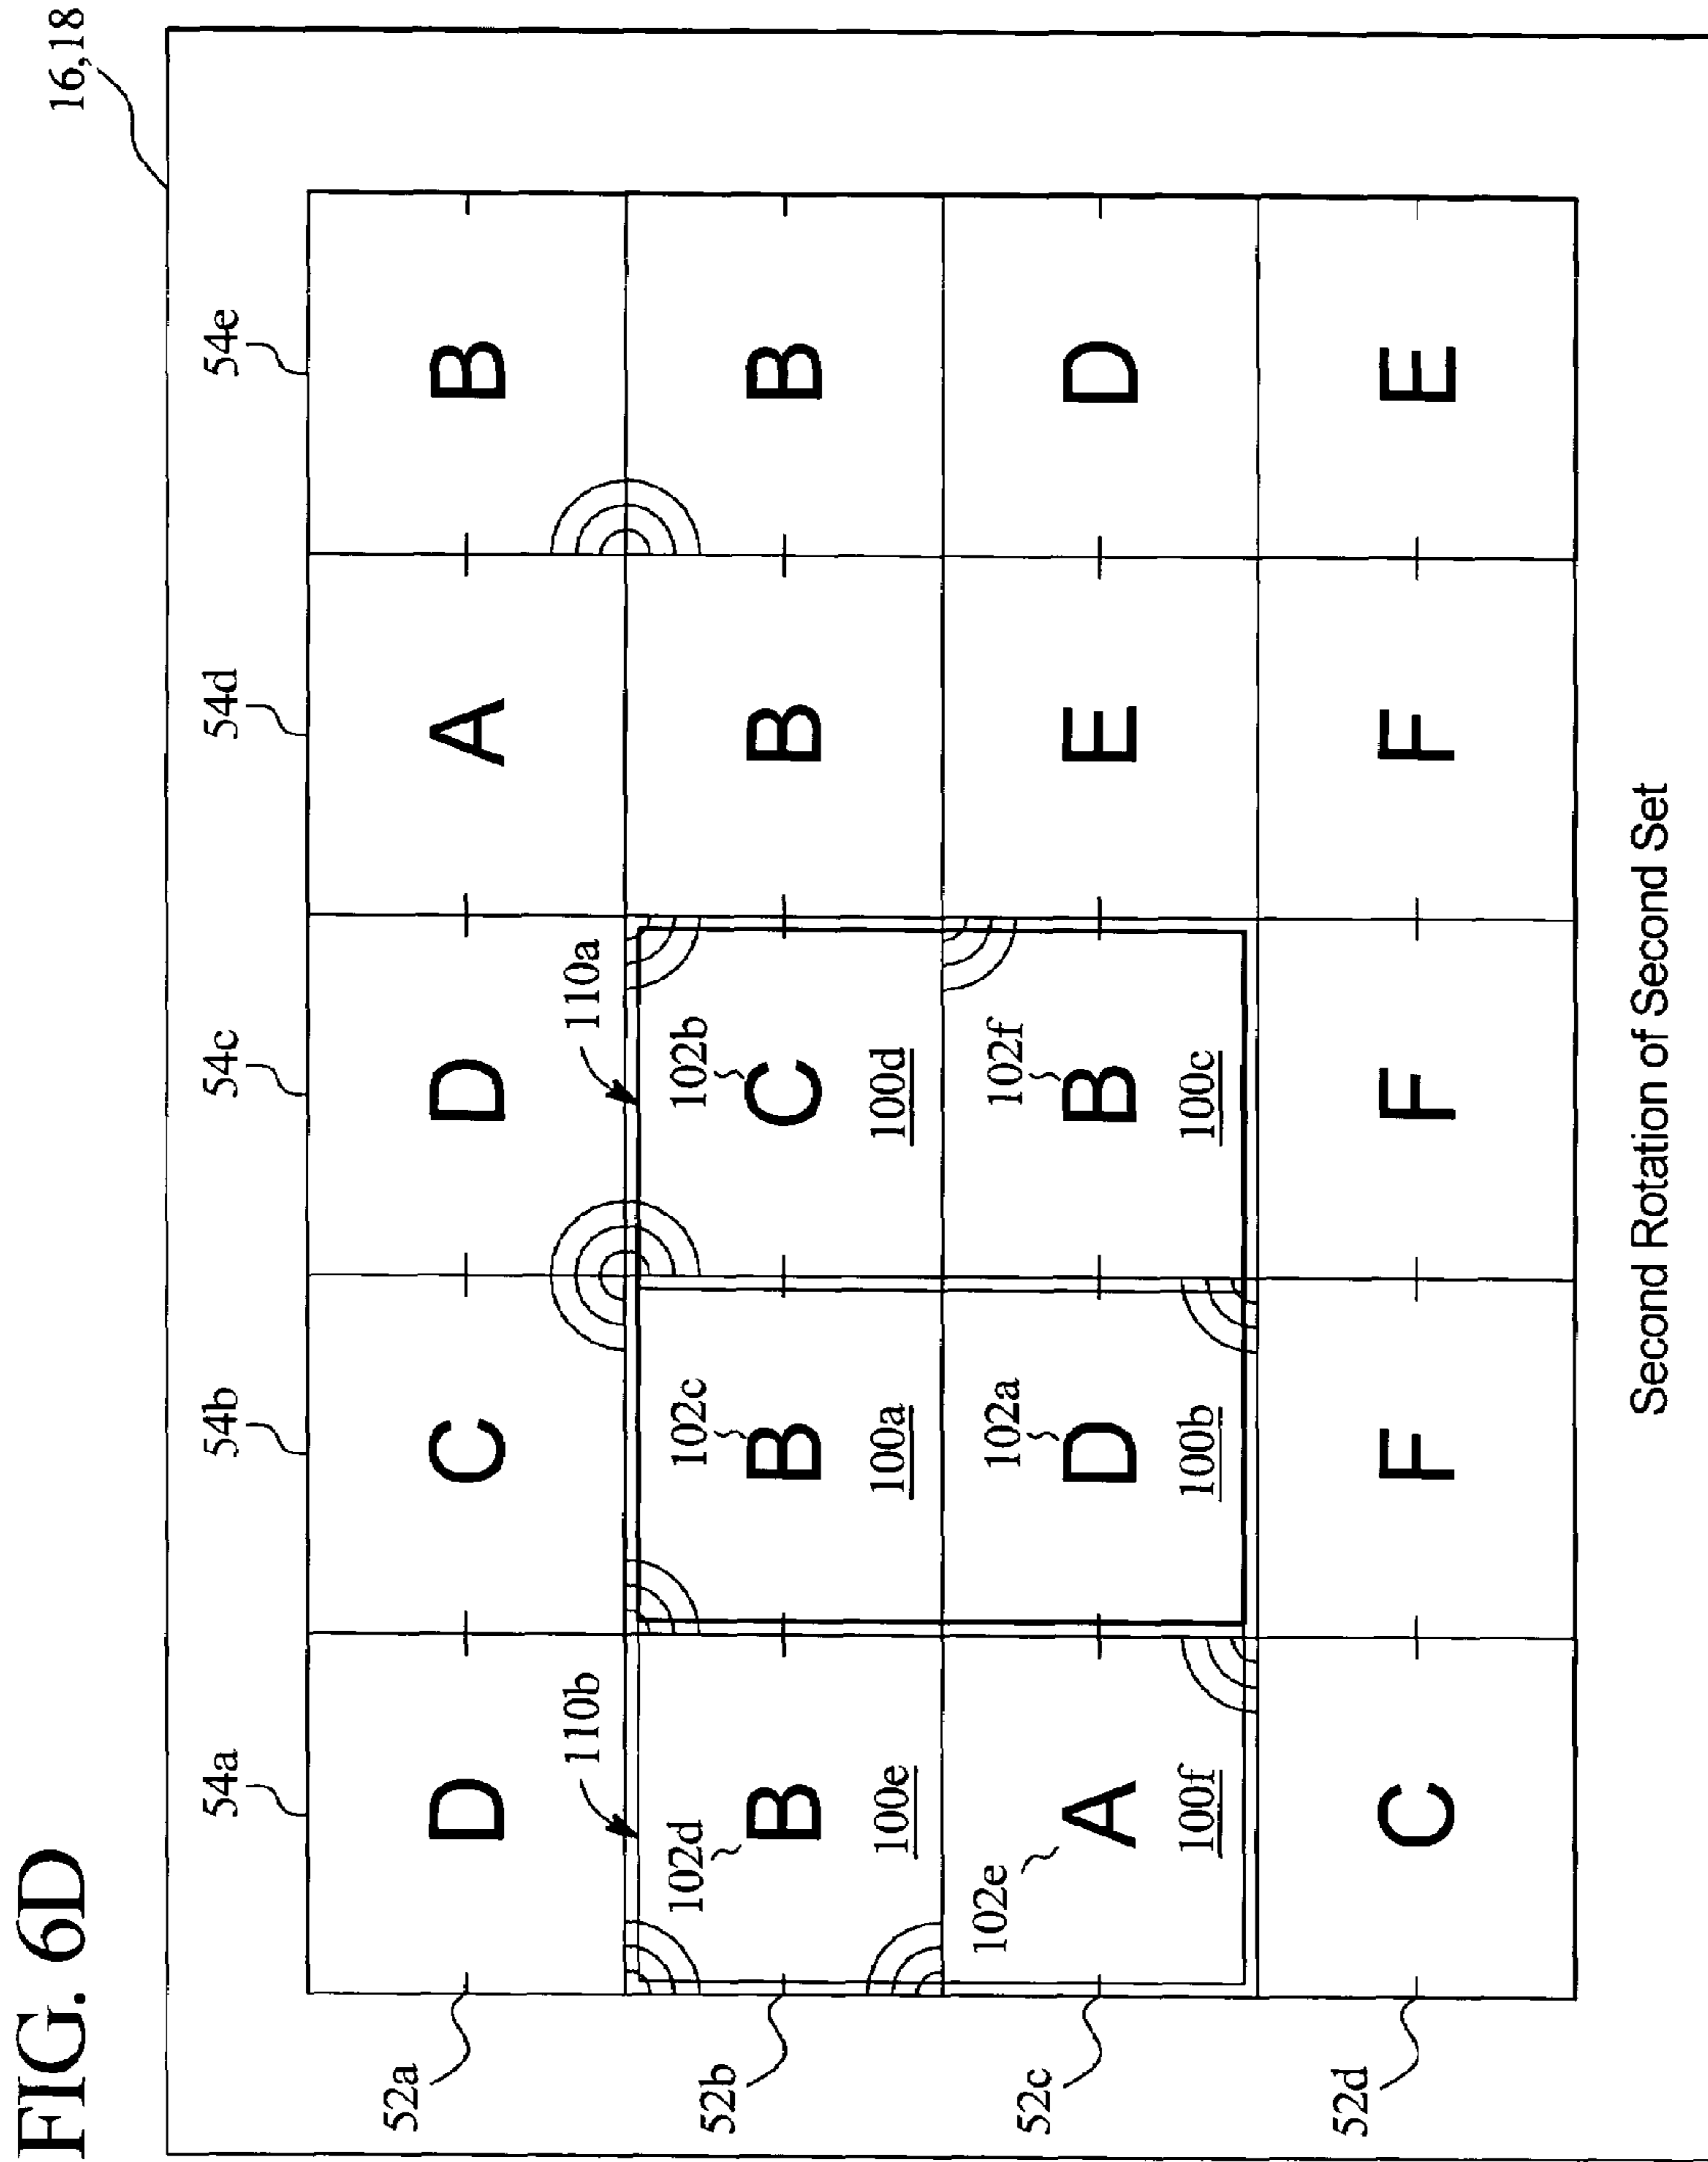 FIG. 6D
16,18
54a 54b 54c 54d 54e
52a D C D A B
110b 110a
102d 102c 102b
52b B B C B B
100e 100a 100d
102e 102a 102f
52c A D B E D
100f 100b 100c
52d C F F F E
Second Rotation of Second Set